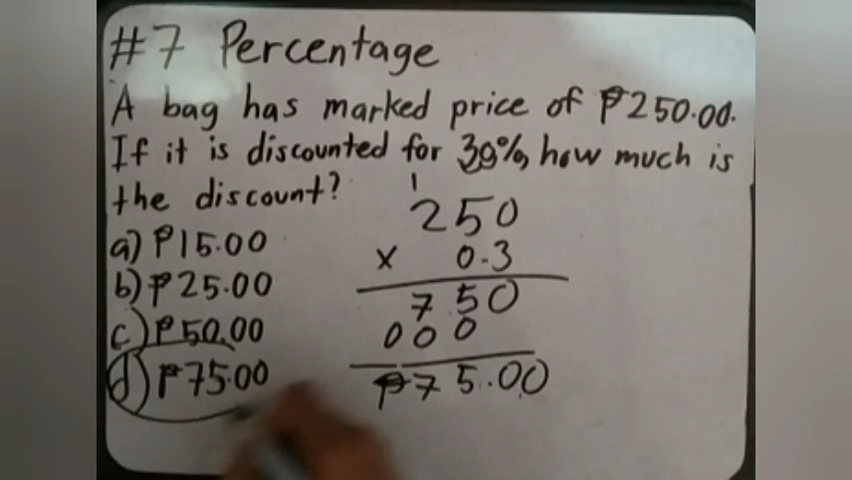 #7 Percentage
A bag has marked price of ₱250.00.
If it is discounted for 30%, how much is
the discount?
a) ₱15.00
b) ₱25.00
c) ₱50.00
d) ₱75.00
1
250
x 0.3
750
000
₱75.00